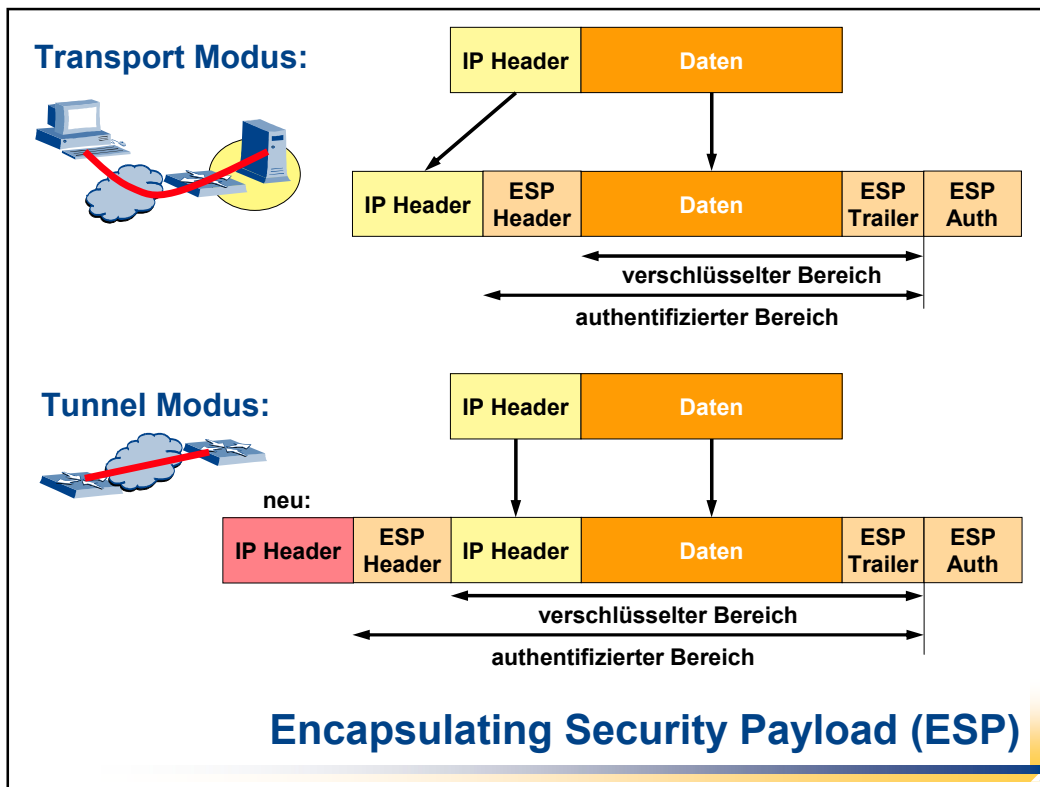 Transport Modus:
IP Header
Daten
IP Header
ESP
Header
Daten
ESP
Trailer
ESP
Auth
verschlüsselter Bereich
authentifizierter Bereich
Tunnel Modus:
IP Header
Daten
neu:
IP Header
ESP
Header
IP Header
Daten
ESP
Trailer
ESP
Auth
verschlüsselter Bereich
authentifizierter Bereich
Encapsulating Security Payload (ESP)